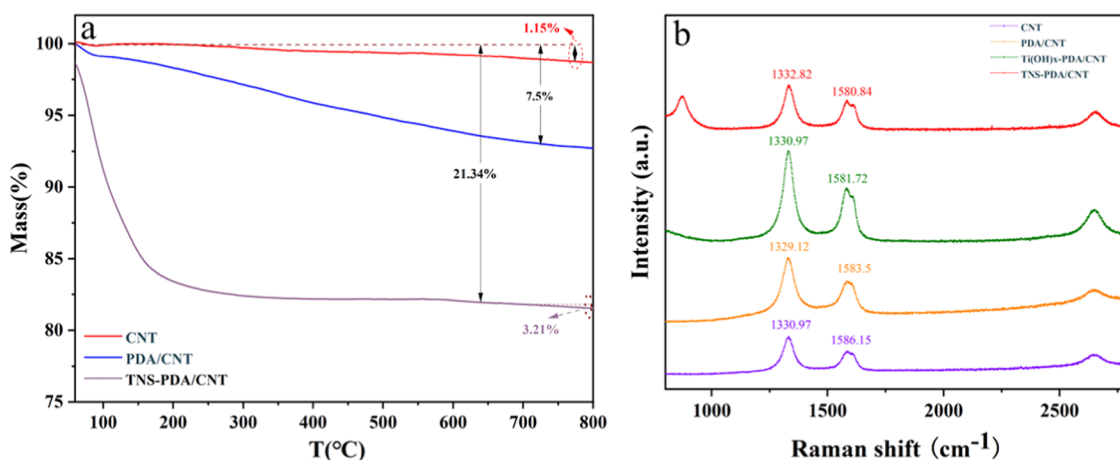 a
1.15%
100
7.5%
95
21.34%
90
85
80
75
3.21%
CNT
PDA/CNT
TNS-PDA/CNT
Mass(%)
100 200 300 400 500 600 700 800
T(℃)
b
CNT
PDA/CNT
Ti(OH)x-PDA/CNT
TNS-PDA/CNT
1332.82 1580.84
1330.97 1581.72
1329.12 1583.5
1330.97 1586.15
Intensity (a.u.)
1000 1500 2000 2500
Raman shift (cm-1)